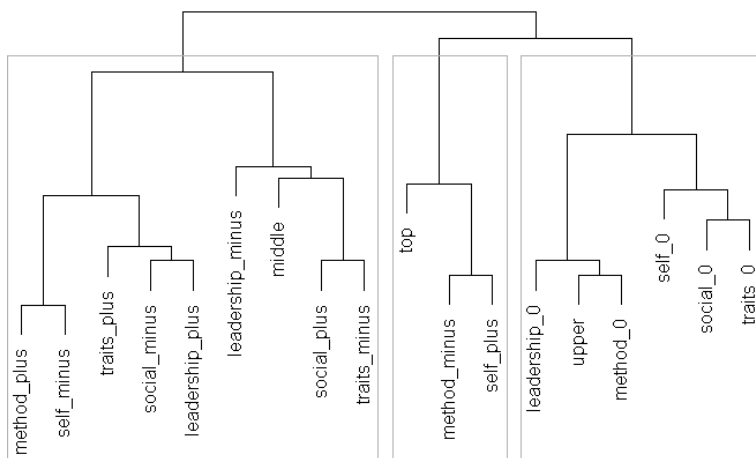 method_plus
self_minus
traits_plus
social_minus
leadership_plus
leadership_minus
middle
social_plus
traits_minus
top
method_minus
self_plus
leadership_0
upper
method_0
self_0
social_0
traits_0